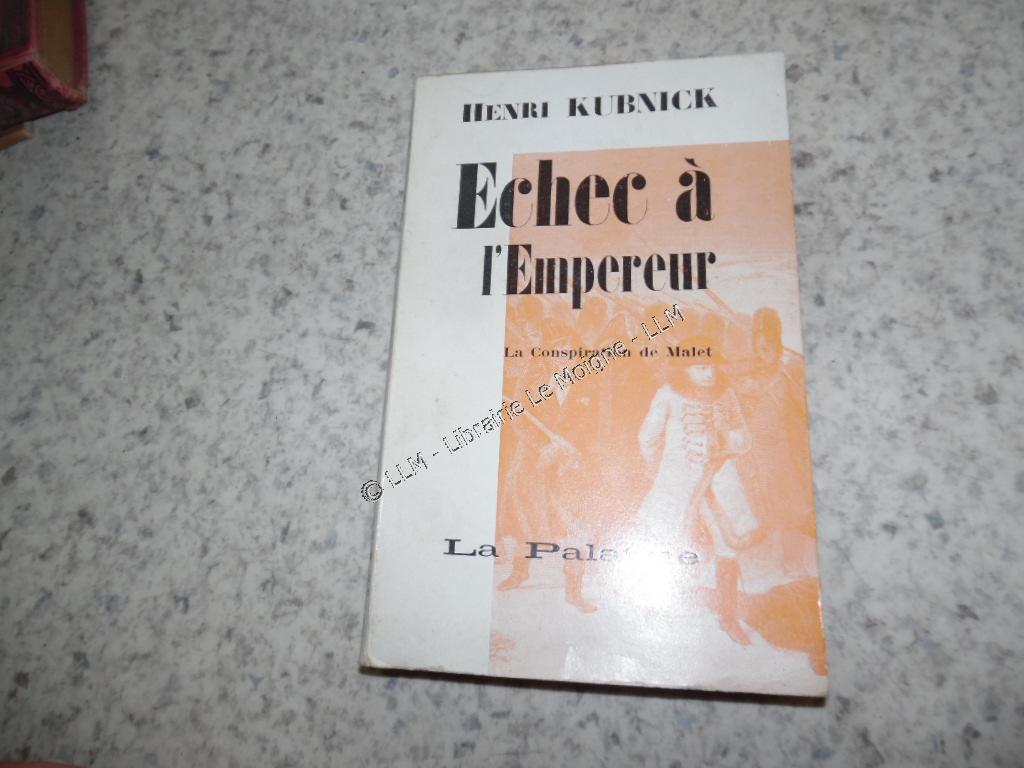 HENRI KUBNICK
Echec à
l'Empereur
La Conspiration de Malet
© LLM - Librairie Le Moigne - LLM
La Palatine